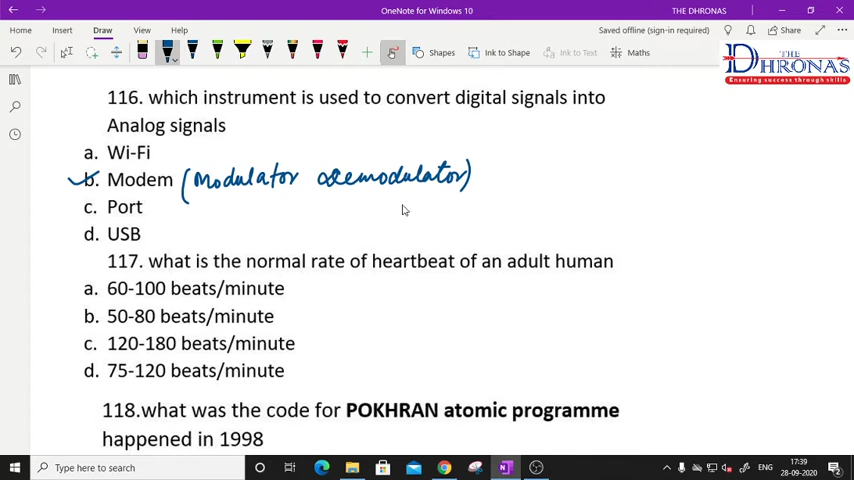 OneNote for Windows 10
THE DHRONAS
Home Insert Draw View Help
Saved offline (sign-in required)
Share
Shapes Ink to Shape Ink to Text Maths
THE
DHRONAS
Ensuring success through skills
116. which instrument is used to convert digital signals into
Analog signals
a. Wi-Fi
b. Modem (Modulator Demodulator)
c. Port
d. USB
117. what is the normal rate of heartbeat of an adult human
a. 60-100 beats/minute
b. 50-80 beats/minute
c. 120-180 beats/minute
d. 75-120 beats/minute
118.what was the code for POKHRAN atomic programme
happened in 1998
Type here to search
ENG
17:39
28-09-2020
2